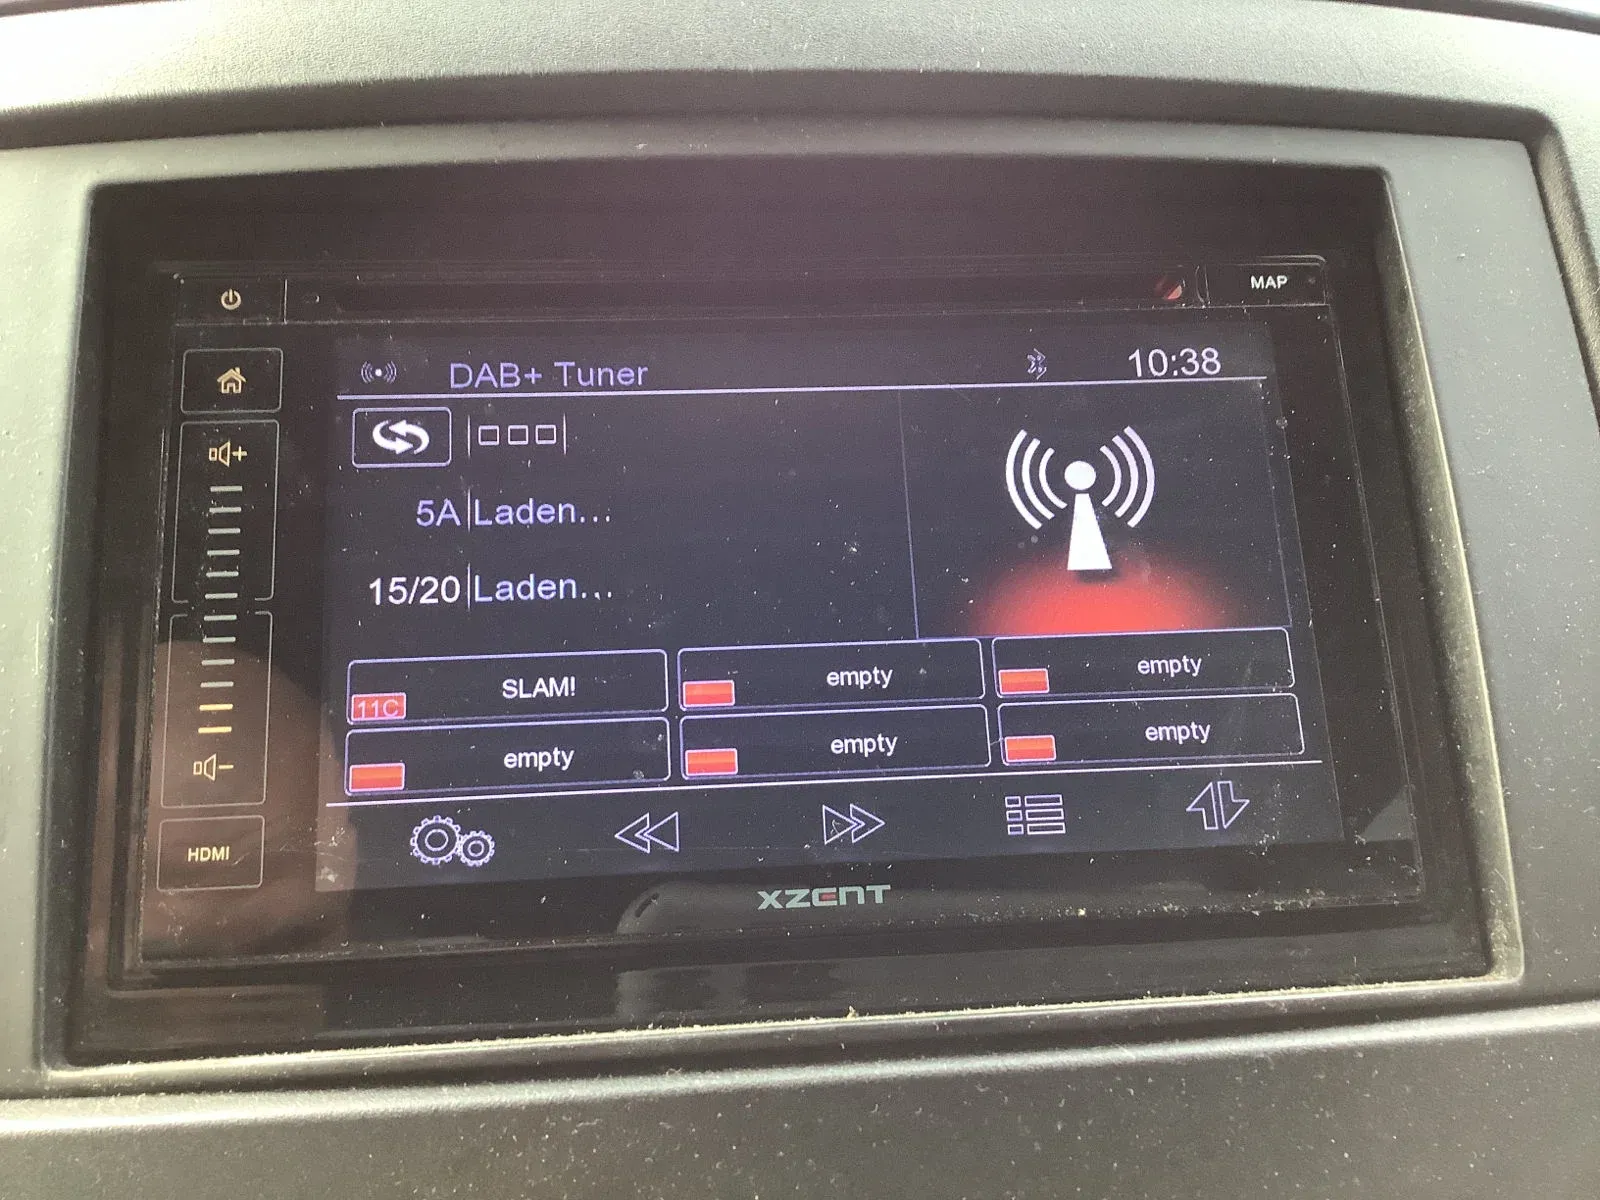 MAP
DAB+ Tuner
10:38
5A Laden...
15/20 Laden...
11C SLAM!
empty
empty
empty
empty
empty
HDMI
XZENT